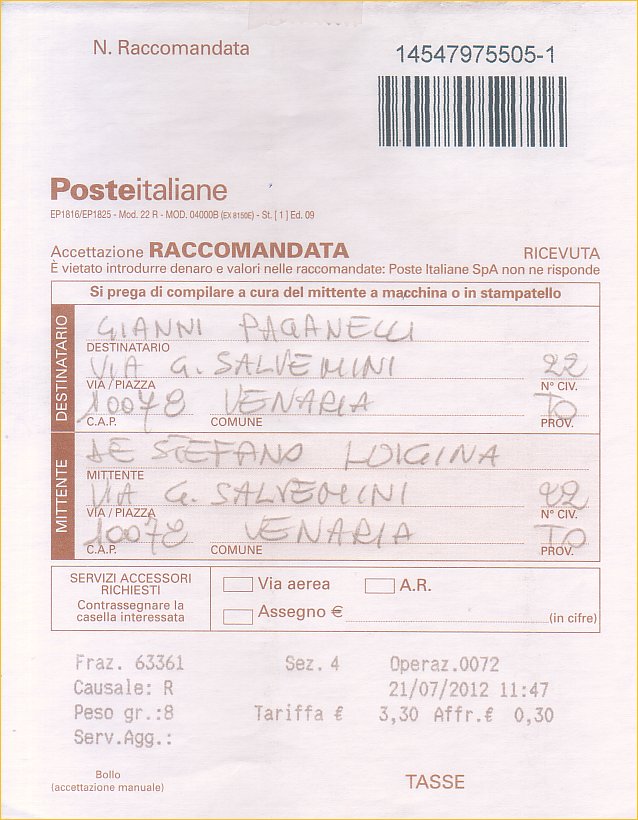 N. Raccomandata
14547975505-1
Posteitaliane
EP1816/EP1825 - Mod. 22 R - MOD. 04000B (EX 8150E) - St. [ 1 ] Ed. 09
Accettazione RACCOMANDATA RICEVUTA
È vietato introdurre denaro e valori nelle raccomandate: Poste Italiane SpA non ne risponde
Si prega di compilare a cura del mittente a macchina o in stampatello
DESTINATARIO
GIANNI PAGANELLI
DESTINATARIO
VIA G. SALVEMINI 22
VIA / PIAZZA N° CIV.
10078 VENARIA TO
C.A.P. COMUNE PROV.
MITTENTE
DE STEFANO LUIGINA
MITTENTE
VIA G. SALVEMINI 22
VIA / PIAZZA N° CIV.
10078 VENARIA TO
C.A.P. COMUNE PROV.
SERVIZI ACCESSORI
RICHIESTI
Contrassegnare la
casella interessata
Via aerea A.R.
Assegno € (in cifre)
Fraz. 63361 Sez. 4 Operaz.0072
Causale: R 21/07/2012 11:47
Peso gr.:8 Tariffa € 3,30 Affr.€ 0,30
Serv.Agg.:
Bollo
(accettazione manuale)
TASSE